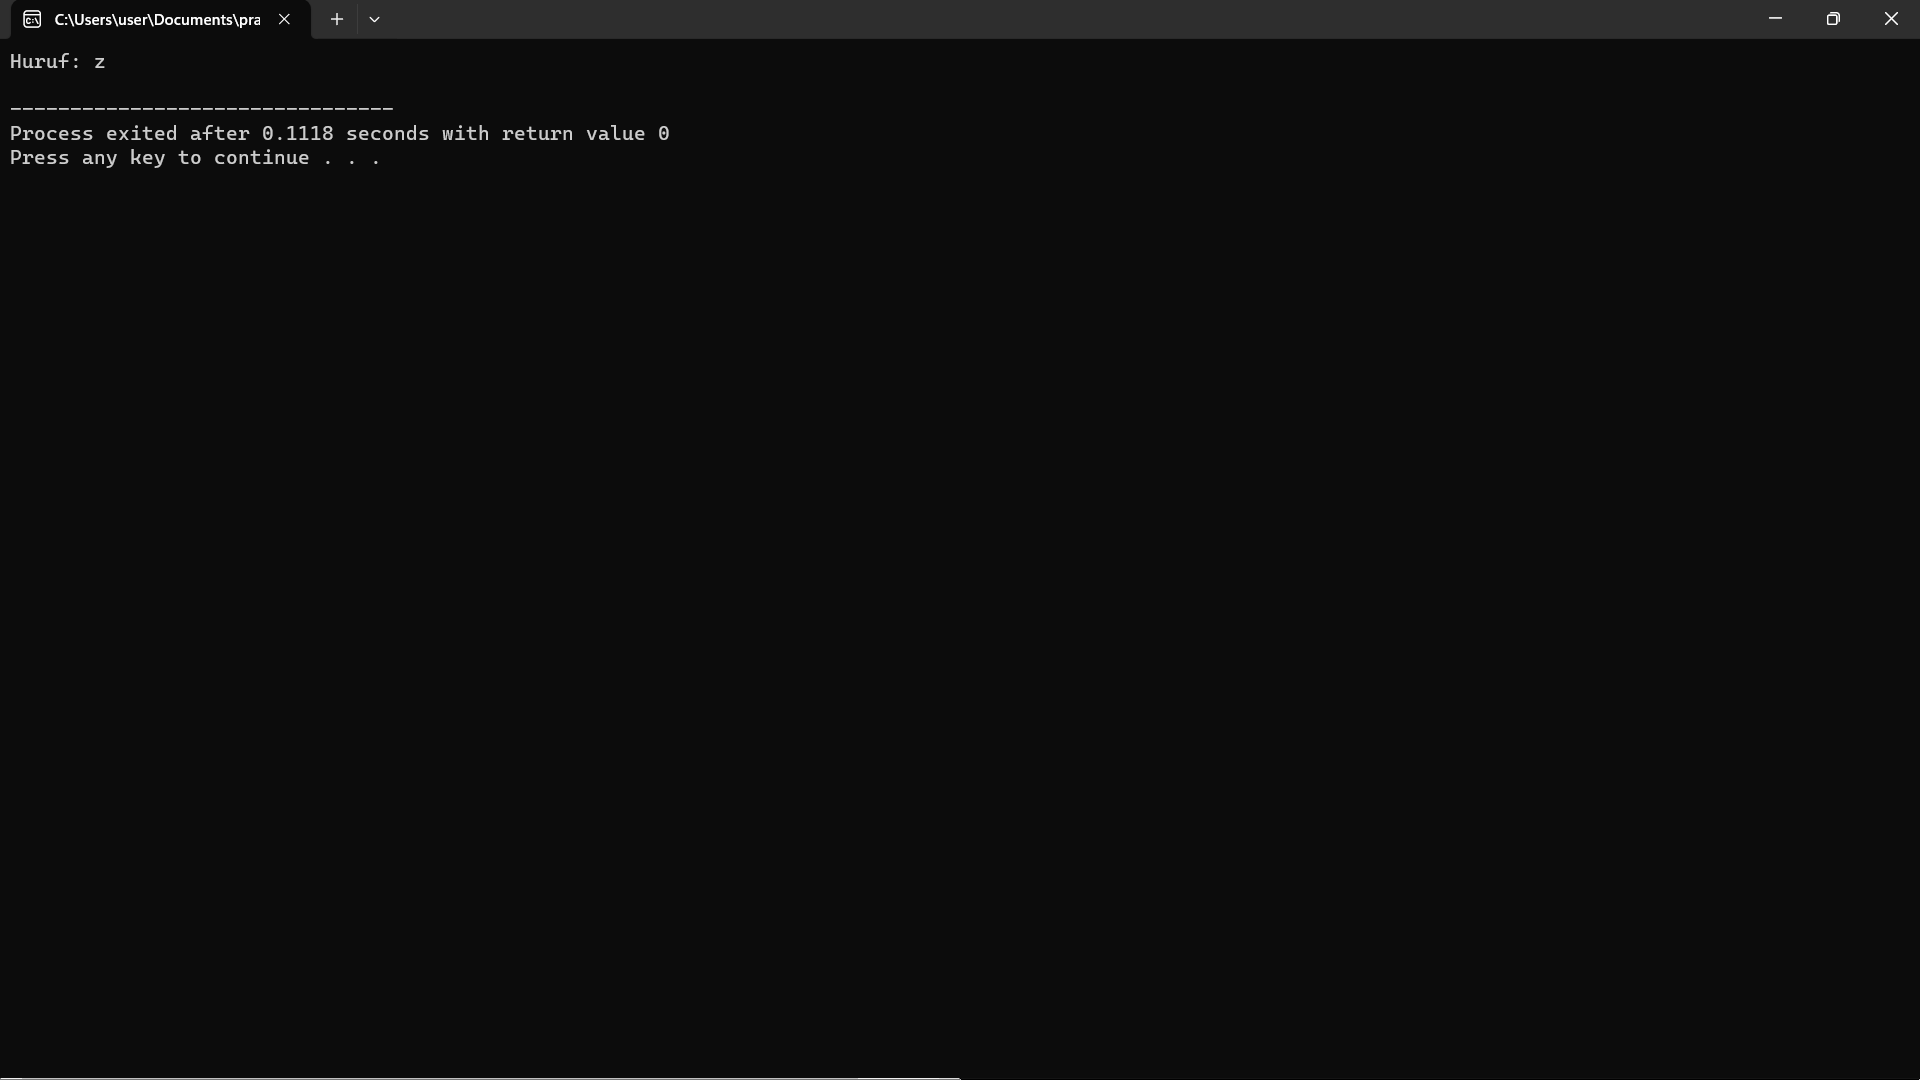 C:\Users\user\Documents\pra
Huruf: z
--------------------------------
Process exited after 0.1118 seconds with return value 0
Press any key to continue . . .